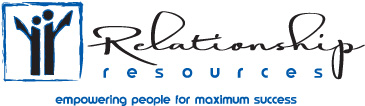 Relationship
resources
empowering people for maximum success